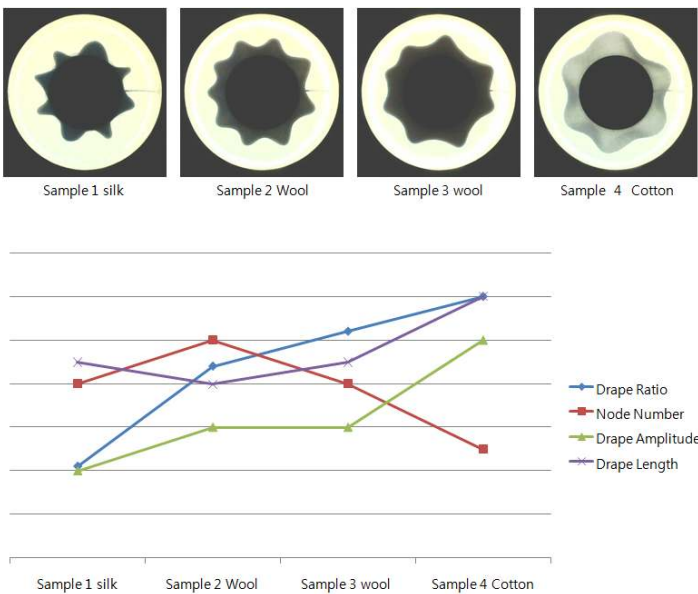 Sample 1 silk
Sample 2 Wool
Sample 3 wool
Sample 4 Cotton
Drape Ratio
Node Number
Drape Amplitude
Drape Length
Sample 1 silk
Sample 2 Wool
Sample 3 wool
Sample 4 Cotton